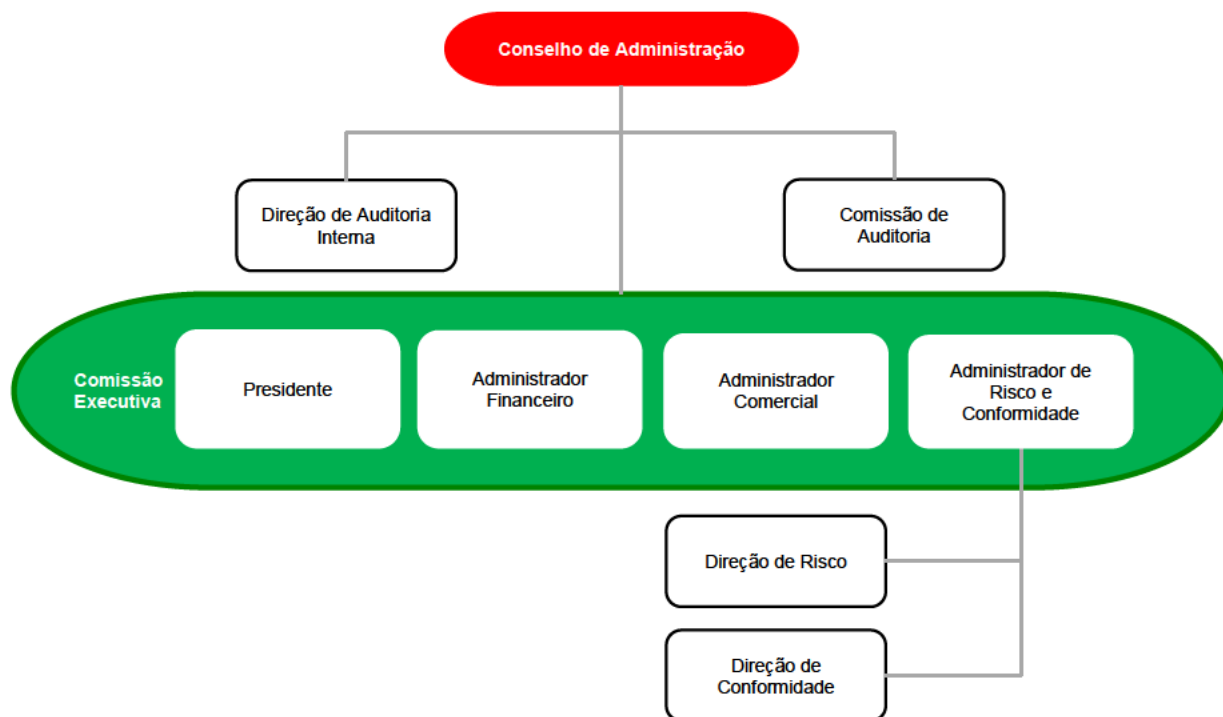 Conselho de Administração
Direção de Auditoria
Interna
Comissão de
Auditoria
Comissão
Executiva
Presidente
Administrador
Financeiro
Administrador
Comercial
Administrador de
Risco e
Conformidade
Direção de Risco
Direção de
Conformidade